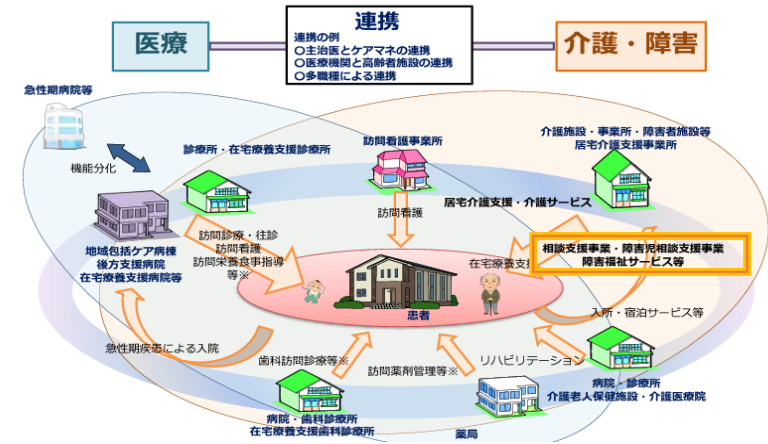 医療
連携
連携の例
○主治医とケアマネの連携
○医療機関と高齢者施設の連携
○多職種による連携
介護・障害
急性期病院等
機能分化
診療所・在宅療養支援診療所
訪問看護事業所
介護施設・事業所・障害者施設等
居宅介護支援事業所
訪問看護
居宅介護支援・介護サービス
地域包括ケア病棟
後方支援病院
在宅療養支援病院等
訪問診療・往診
訪問看護
訪問栄養食事指導
等※
在宅療養支
相談支援事業・障害児相談支援事業
障害福祉サービス等
患者
入所・宿泊サービス等
急性期疾患による入院
歯科訪問診療等※
訪問薬剤管理等※
リハビリテーション
病院・診療所
介護老人保健施設・介護医療院
病院・歯科診療所
在宅療養支援歯科診療所
薬局